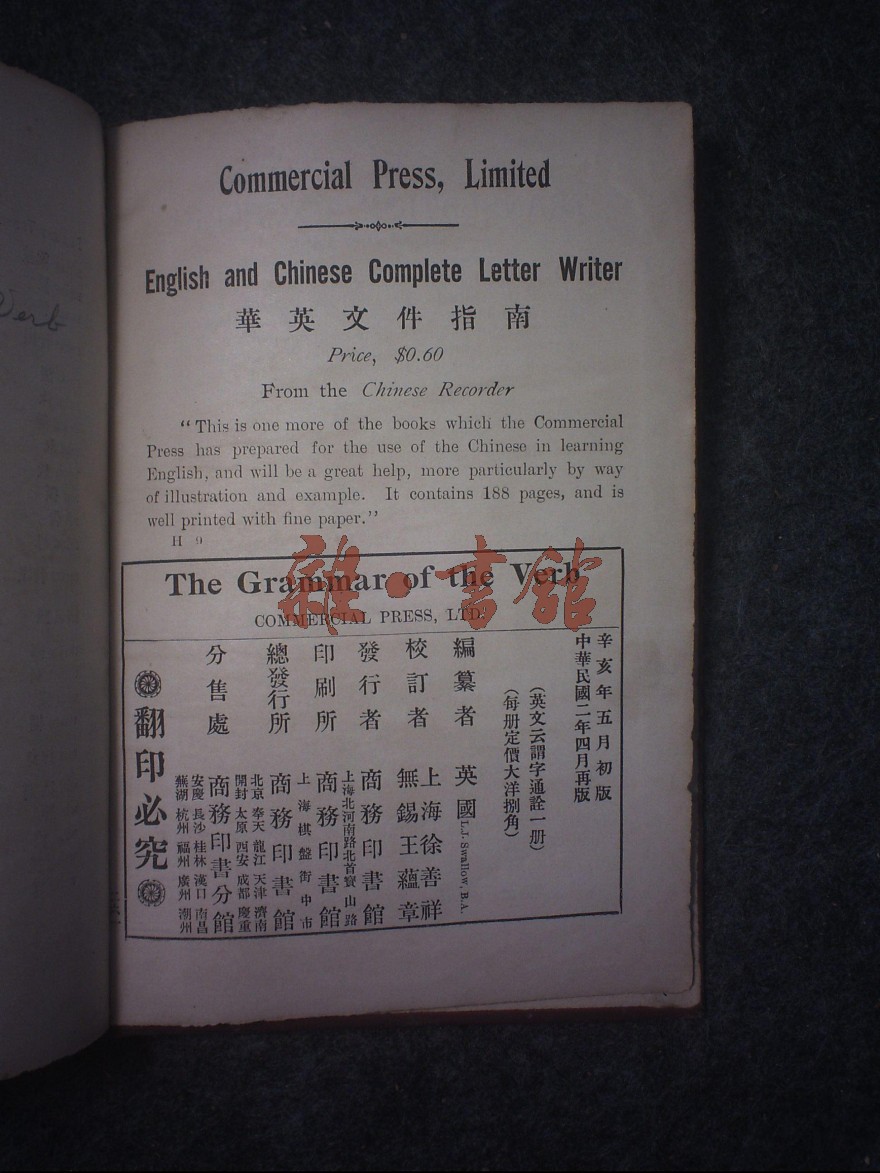 Verb
Commercial Press, Limited
English and Chinese Complete Letter Writer
華英文件指南
Price, $0.60
From the Chinese Recorder
“This is one more of the books which the Commercial
Press has prepared for the use of the Chinese in learning
English, and will be a great help, more particularly by way
of illustration and example. It contains 188 pages, and is
well printed with fine paper.”
H 9
The Grammar of the Verb
COMMERCIAL PRESS, LTD.
雜·書館
辛亥年五月初版
中華民國二年四月再版
(英文云謂字通詮一册)
(每册定價大洋捌角)
編纂者 英國 L.J. Swallow, B.A.
校訂者 上海徐善祥
無錫王蘊章
發行者 商務印書館
上海北河南路北首寶山路
印刷所 商務印書館
上海棋盤街中市
總發行所 商務印書館
北京 奉天 龍江 天津 濟南
開封 太原 西安 成都 慶重
分售處 商務印書分館
安慶 長沙 桂林 漢口 南昌
蕪湖 杭州 福州 廣州 潮州
翻印必究